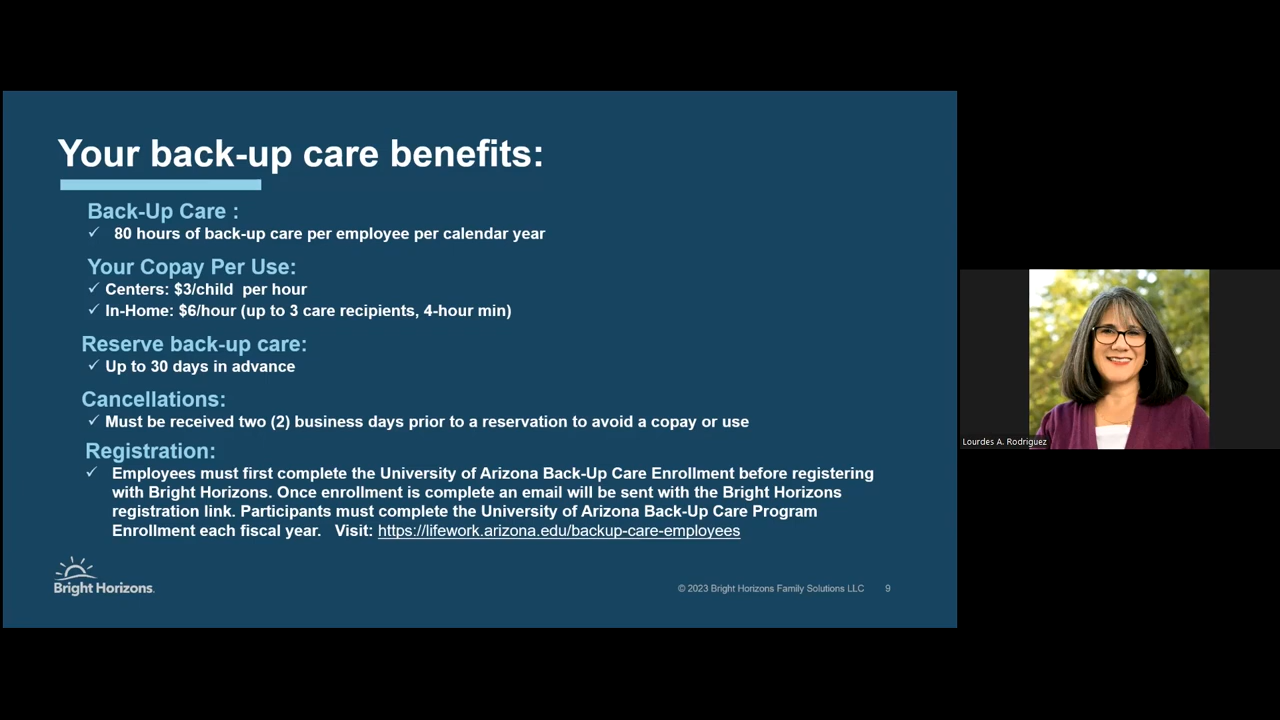 Your back-up care benefits:
Back-Up Care :
✓ 80 hours of back-up care per employee per calendar year
Your Copay Per Use:
✓ Centers: $3/child per hour
✓ In-Home: $6/hour (up to 3 care recipients, 4-hour min)
Reserve back-up care:
✓ Up to 30 days in advance
Cancellations:
✓ Must be received two (2) business days prior to a reservation to avoid a copay or use
Registration:
✓ Employees must first complete the University of Arizona Back-Up Care Enrollment before registering
with Bright Horizons. Once enrollment is complete an email will be sent with the Bright Horizons
registration link. Participants must complete the University of Arizona Back-Up Care Program
Enrollment each fiscal year. Visit: https://lifework.arizona.edu/backup-care-employees
Bright Horizons.
© 2023 Bright Horizons Family Solutions LLC 9
Lourdes A. Rodriguez